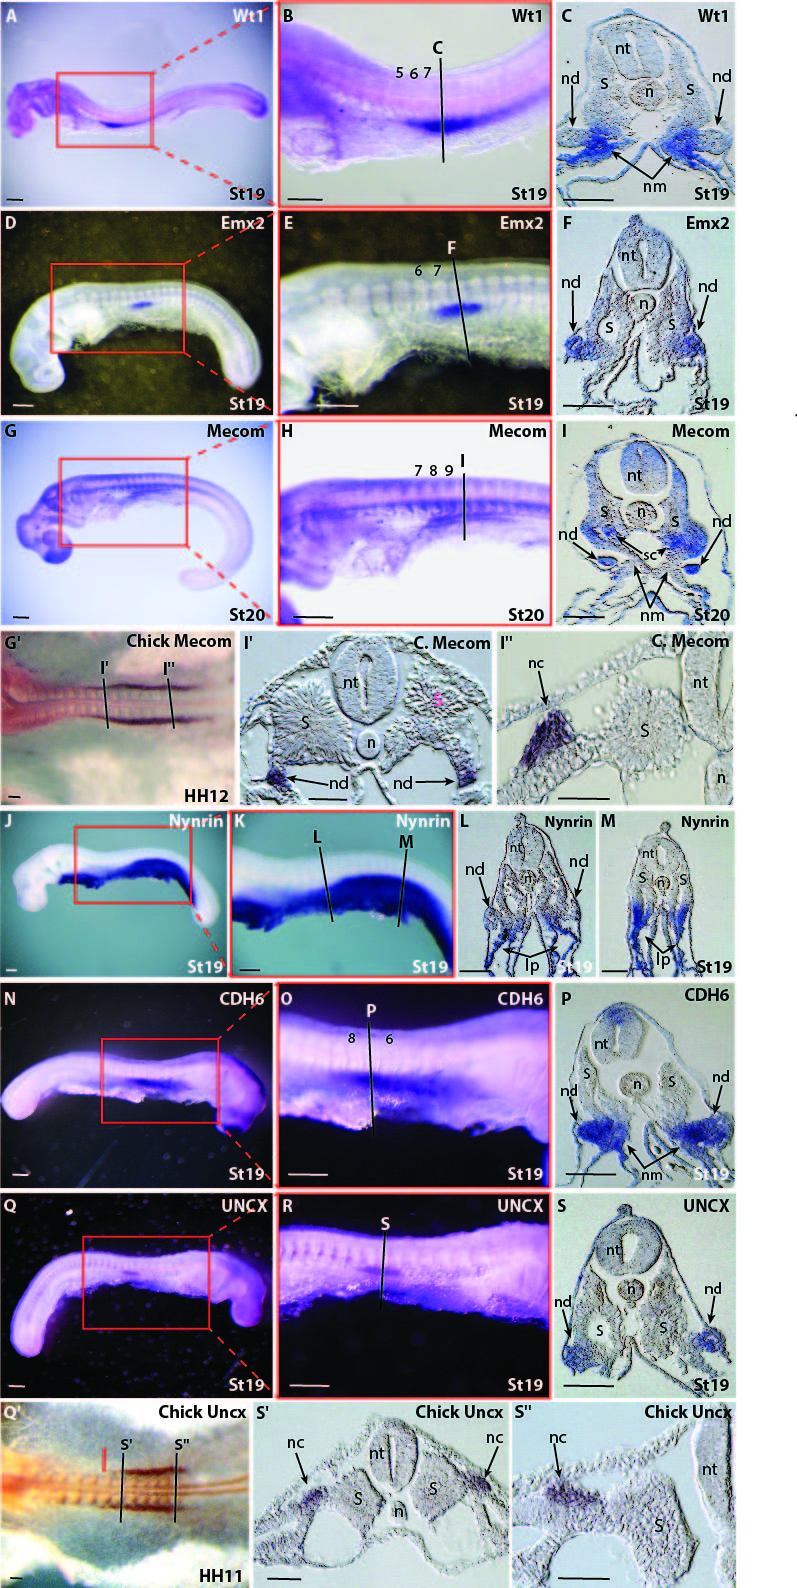 A Wt1
St19
B Wt1
C
5 6 7
St19
C Wt1
nt
nd S n S nd
nm
St19
D Emx2
St19
E Emx2
F
6 7
St19
F Emx2
nt
nd n nd
S S
St19
G Mecom
St20
H Mecom
7 8 9 I
St20
I Mecom
nt
S n S
nd sc nd
nm
St20
G' Chick Mecom
I' I"
HH12
I' C. Mecom
nt
S S
n
nd nd
I" C. Mecom
nc nt
S
n
J Nynrin
St19
K Nynrin
L M
St19
L Nynrin
nt
nd n nd
s s
lp
St19
M Nynrin
nt
S n S
lp
St19
N CDH6
St19
O CDH6
P
8 6
St19
P CDH6
nt
S n S
nd nd
nm
St19
Q UNCX
St19
R UNCX
S
St19
S UNCX
nt
nd n nd
S S
St19
Q' Chick Uncx
S' S"
HH11
S' Chick Uncx
nc nt nc
S S
n
S" Chick Uncx
nc nt
S